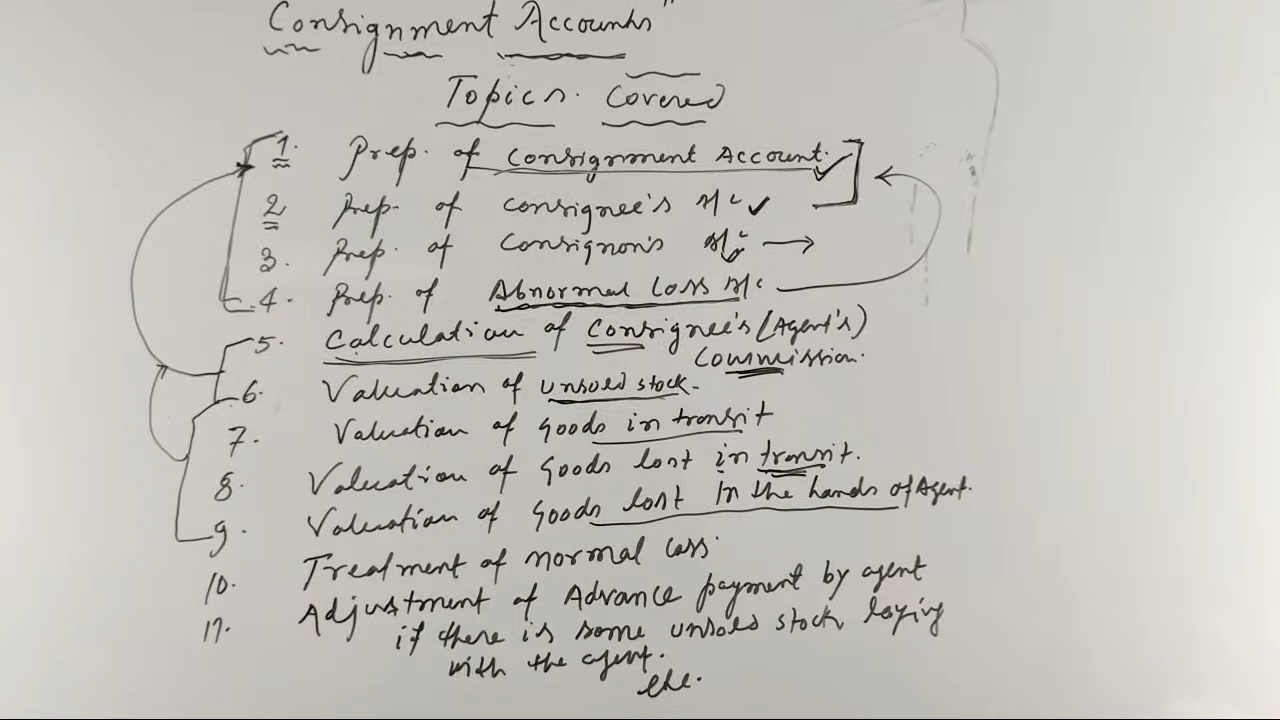 Consignment Accounts"
Topics Covered
1. Prep. of Consignment Account.
2 Prep. of Consignee's A/c
3. Prep. of Consignor's A/c
4. Prep. of Abnormal Loss A/c
5. Calculation of Consignee's (Agent's)
Commission.
6. Valuation of unsold stock.
7. Valuation of Goods in transit
8. Valuation of Goods lost in transit.
9. Valuation of Goods lost in the hands of Agent.
10. Treatment of normal loss.
11. Adjustment of Advance payment by agent
if there is some unsold stock laying
with the agent.
etc.